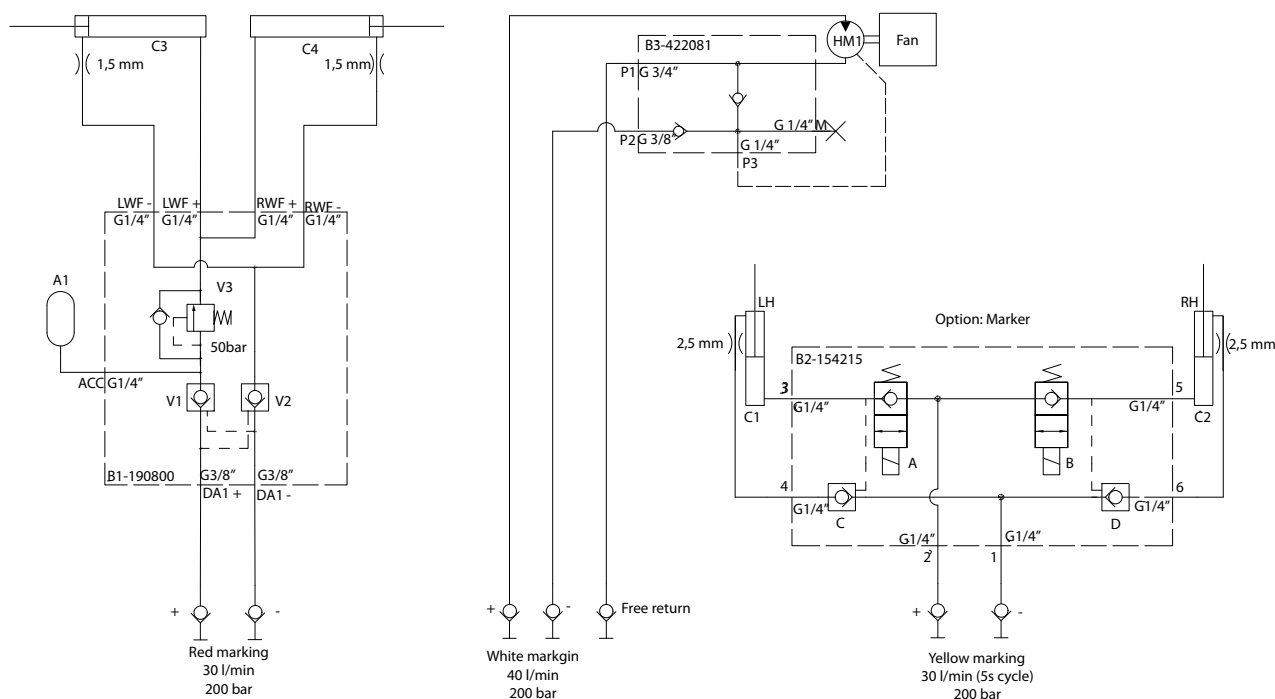 C3
C4
1,5 mm
1,5 mm
LWF -
LWF +
RWF +
RWF -
G1/4”
G1/4”
G1/4”
G1/4”
A1
V3
50bar
ACC
G1/4”
V1
V2
B1-190800
G3/8”
G3/8”
DA1 +
DA1 -
+
-
Red marking
30 l/min
200 bar
HM1
Fan
B3-422081
P1
G 3/4”
P2
G 3/8”
G 1/4”
M
G 1/4”
P3
+
-
Free return
White markgin
40 l/min
200 bar
Option: Marker
LH
RH
2,5 mm
2,5 mm
B2-154215
3
5
G1/4”
G1/4”
C1
C2
A
B
4
6
G1/4”
G1/4”
C
D
G1/4”
G1/4”
2
1
+
-
Yellow marking
30 l/min (5s cycle)
200 bar